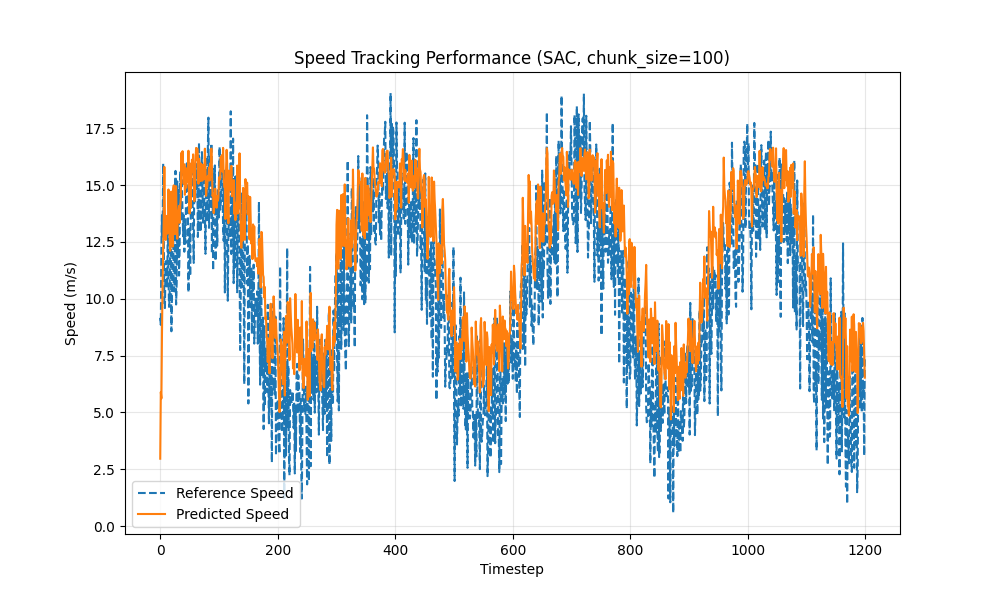 Speed Tracking Performance (SAC, chunk_size=100)
Speed (m/s)
17.5
15.0
12.5
10.0
7.5
5.0
2.5
0.0
Reference Speed
Predicted Speed
0 200 400 600 800 1000 1200
Timestep